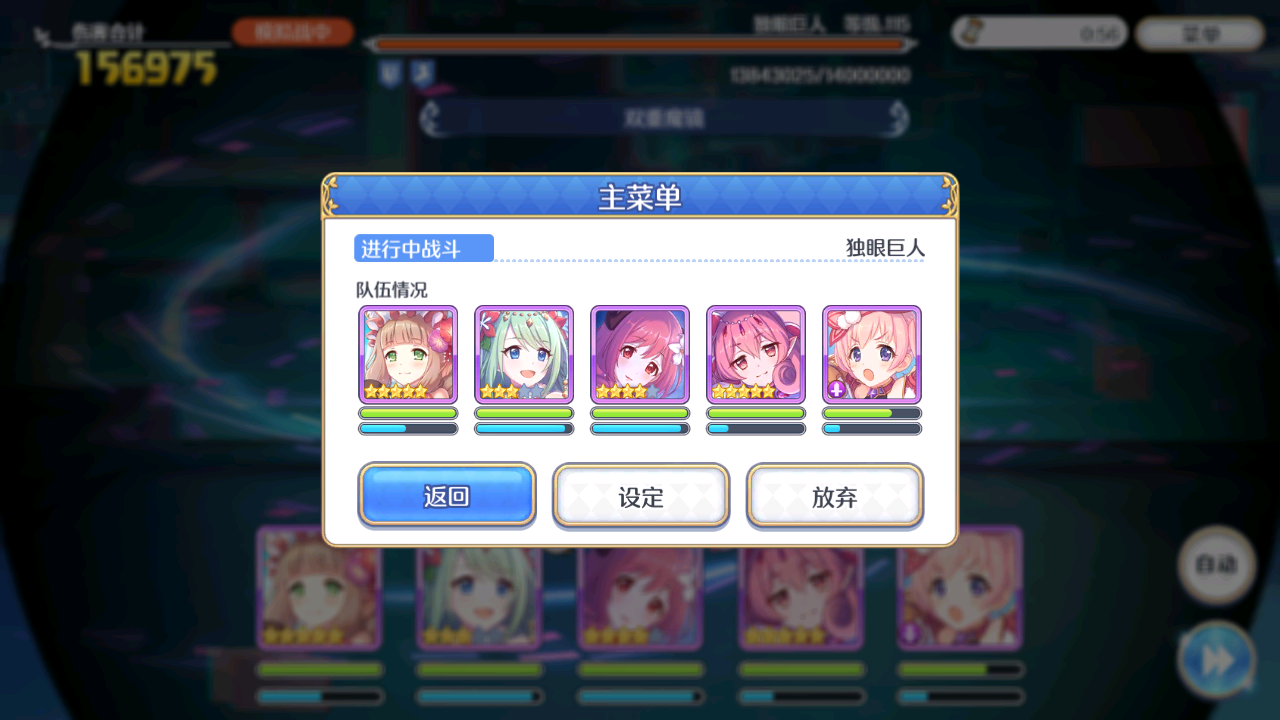 伤害合计
模拟战中
独眼巨人 等级.115
0:56
菜单
156975
13843025/14000000
双重魔镜
主菜单
进行中战斗
独眼巨人
队伍情况
返回
设定
放弃
自动